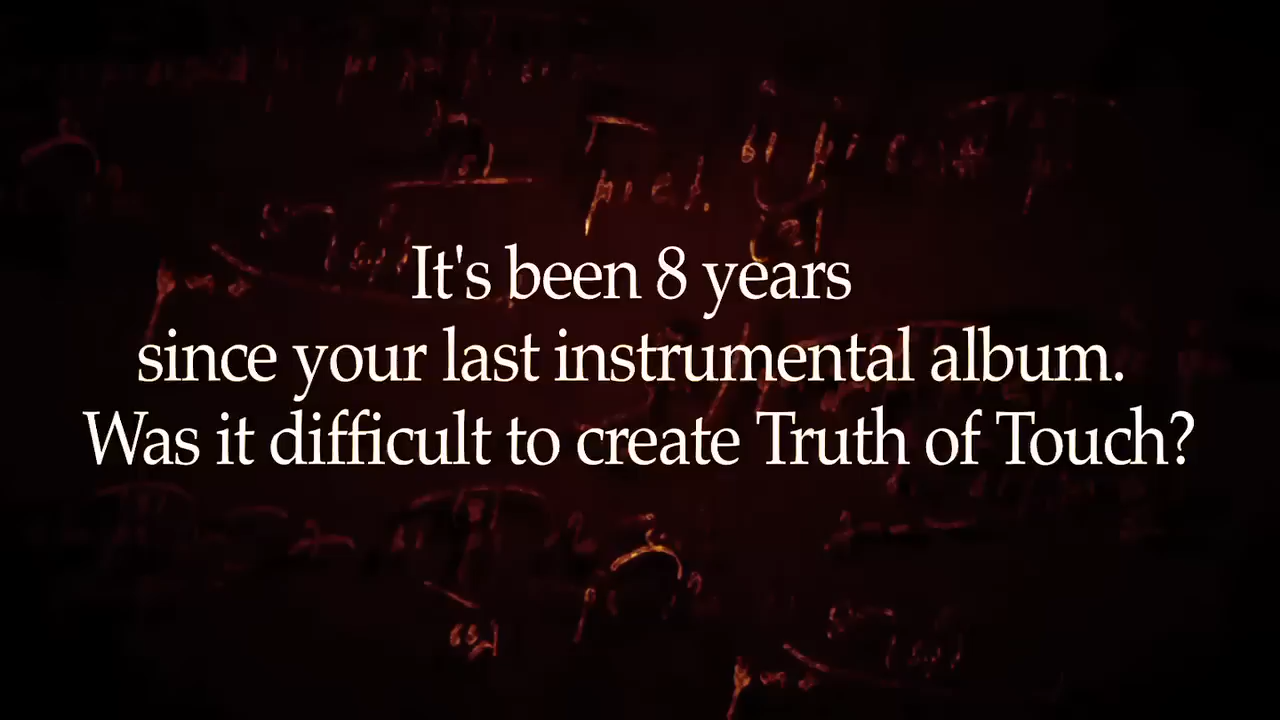 It's been 8 years
since your last instrumental album.
Was it difficult to create Truth of Touch?